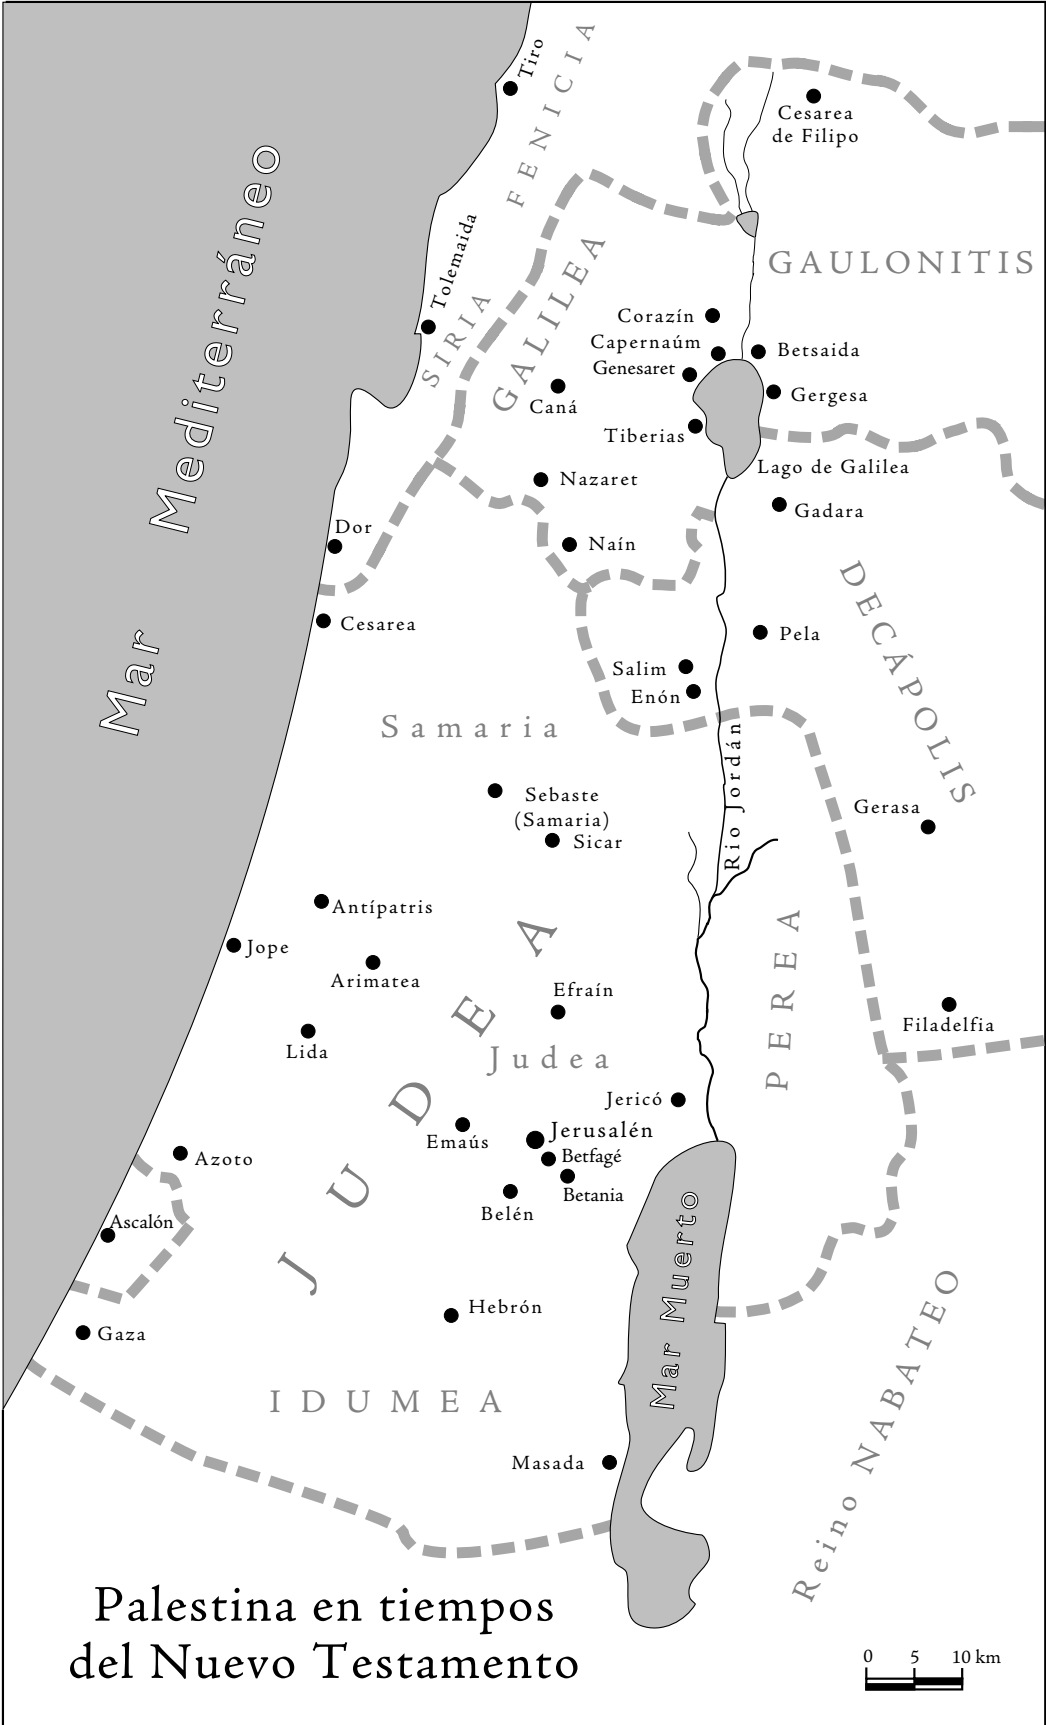 Tiro
FENICIA
Cesarea
de Filipo
Mar Mediterráneo
Tolemaida
SIRIA
GALILEA
GAULONITIS
Corazín
Capernaúm
Genesaret
Betsaida
Gergesa
Caná
Tiberias
Lago de Galilea
Nazaret
Gadara
Dor
Naín
DECÁPOLIS
Cesarea
Pela
Salim
Enón
Samaria
Rio Jordán
Sebaste
(Samaria)
Gerasa
Sicar
Antípatris
Jope
Arimatea
PEREA
Efraín
Filadelfia
Lida
JUDEA
Judea
Jericó
Emaús
Jerusalén
Betfagé
Azoto
Betania
Belén
Ascalón
Mar Muerto
Hebrón
Gaza
IDUMEA
Reino NABATEO
Masada
Palestina en tiempos
del Nuevo Testamento
0 5 10 km